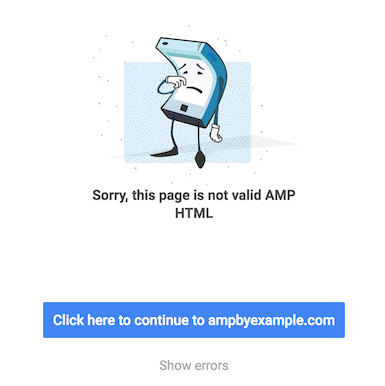 Sorry, this page is not valid AMP
HTML
Click here to continue to ampbyexample.com
Show errors